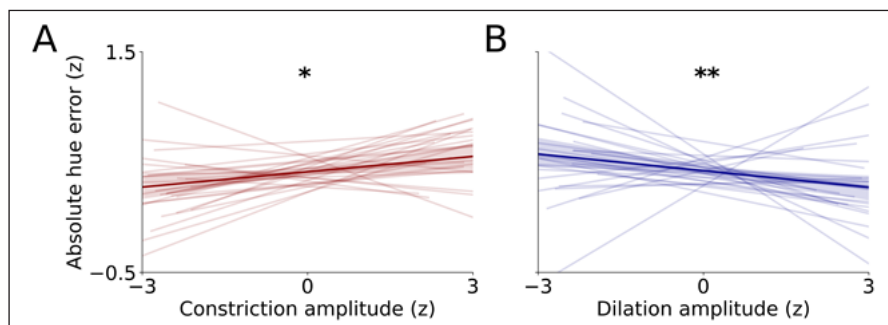 A
B
1.5
*
**
Absolute hue error (z)
−0.5
−3
0
3
−3
0
3
Constriction amplitude (z)
Dilation amplitude (z)